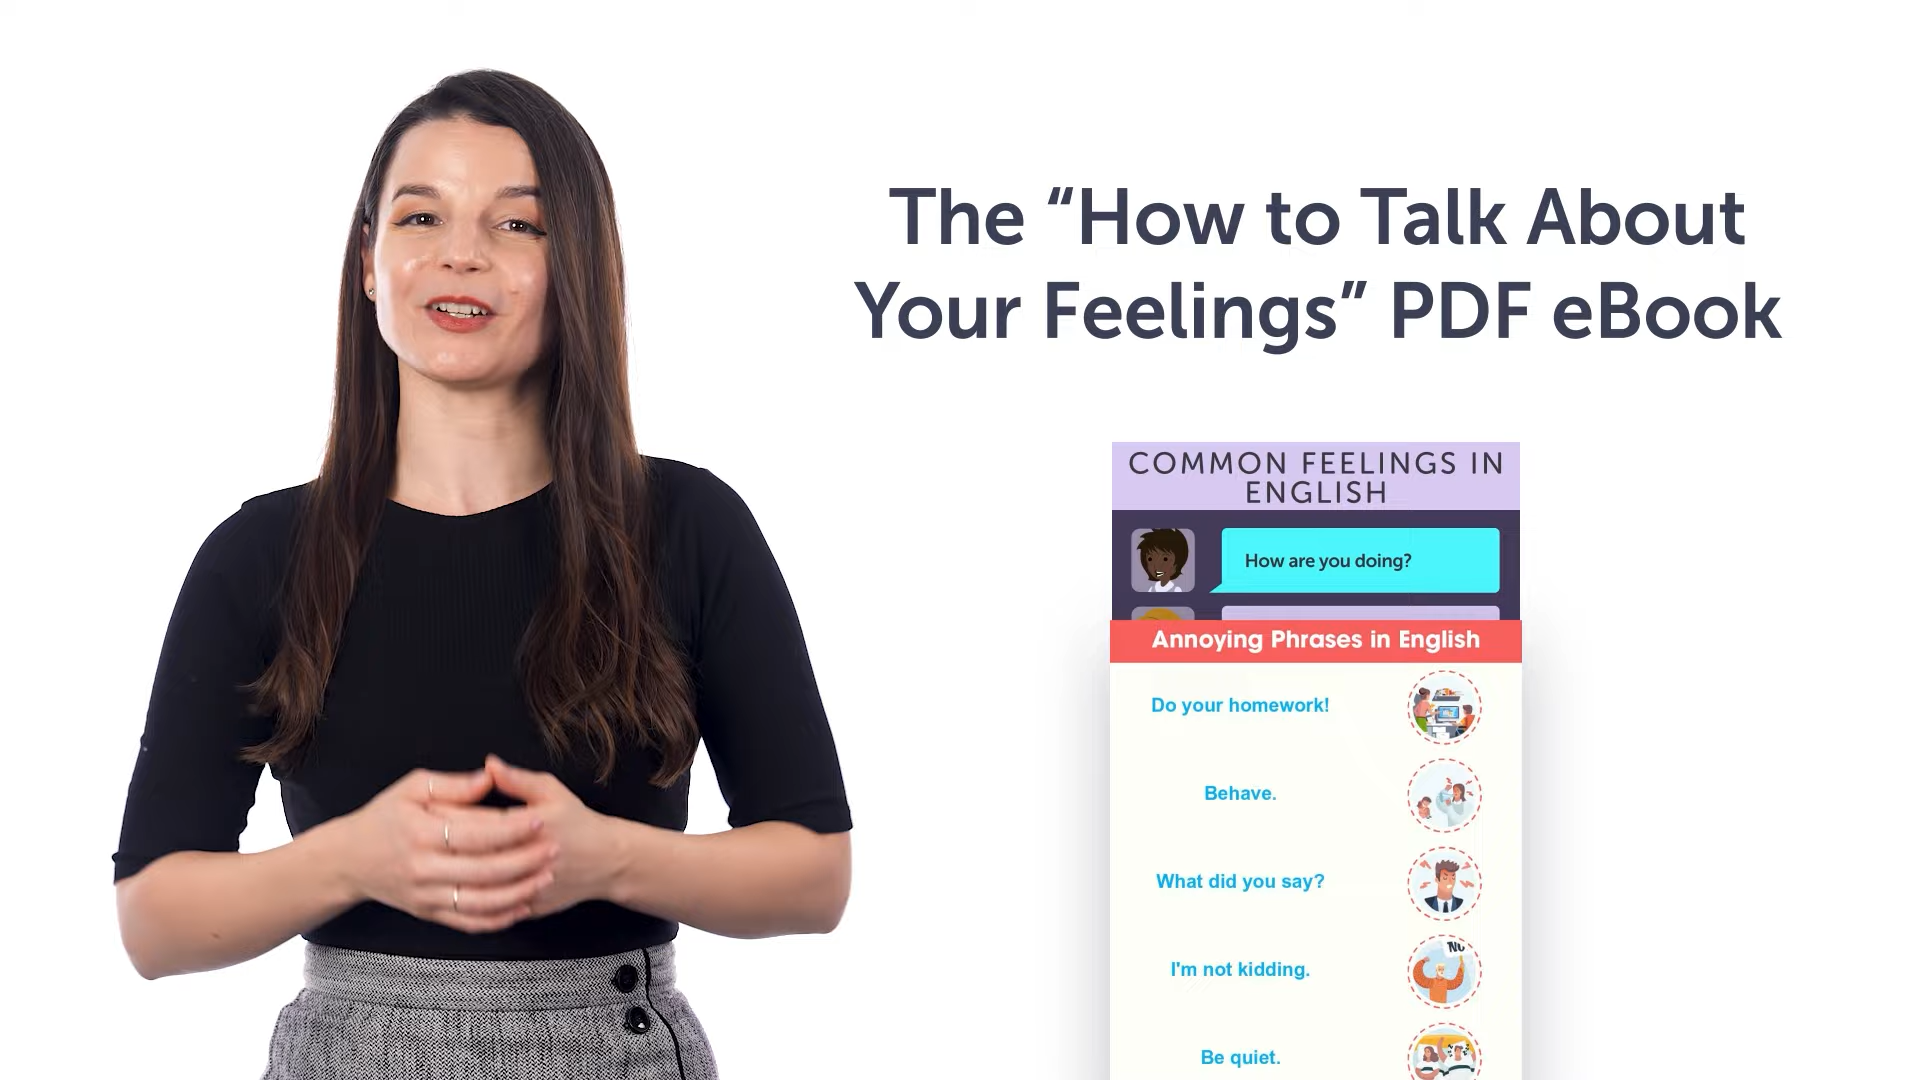 The “How to Talk About
Your Feelings” PDF eBook
COMMON FEELINGS IN
ENGLISH
How are you doing?
Annoying Phrases in English
Do your homework!
Behave.
What did you say?
I'm not kidding.
NO
Be quiet.